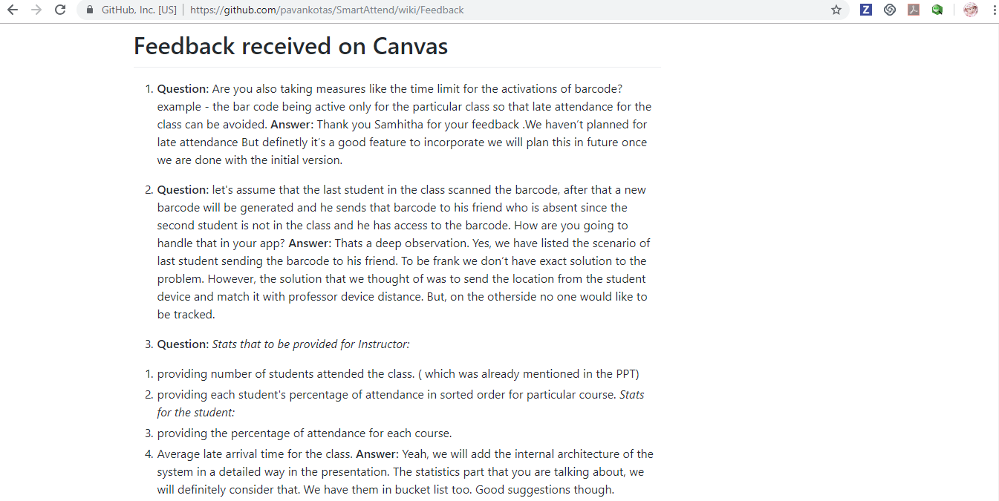 GitHub, Inc. [US] | https://github.com/pavankotas/SmartAttend/wiki/Feedback
Feedback received on Canvas
1. Question: Are you also taking measures like the time limit for the activations of barcode?
example - the bar code being active only for the particular class so that late attendance for the
class can be avoided. Answer: Thank you Samhitha for your feedback .We haven’t planned for
late attendance But definetly it’s a good feature to incorporate we will plan this in future once
we are done with the initial version.
2. Question: let's assume that the last student in the class scanned the barcode, after that a new
barcode will be generated and he sends that barcode to his friend who is absent since the
second student is not in the class and he has access to the barcode. How are you going to
handle that in your app? Answer: Thats a deep observation. Yes, we have listed the scenario of
last student sending the barcode to his friend. To be frank we don’t have exact solution to the
problem. However, the solution that we thought of was to send the location from the student
device and match it with professor device distance. But, on the otherside no one would like to
be tracked.
3. Question: Stats that to be provided for Instructor:
1. providing number of students attended the class. ( which was already mentioned in the PPT)
2. providing each student's percentage of attendance in sorted order for particular course. Stats
for the student:
3. providing the percentage of attendance for each course.
4. Average late arrival time for the class. Answer: Yeah, we will add the internal architecture of the
system in a detailed way in the presentation. The statistics part that you are talking about, we
will definitely consider that. We have them in bucket list too. Good suggestions though.